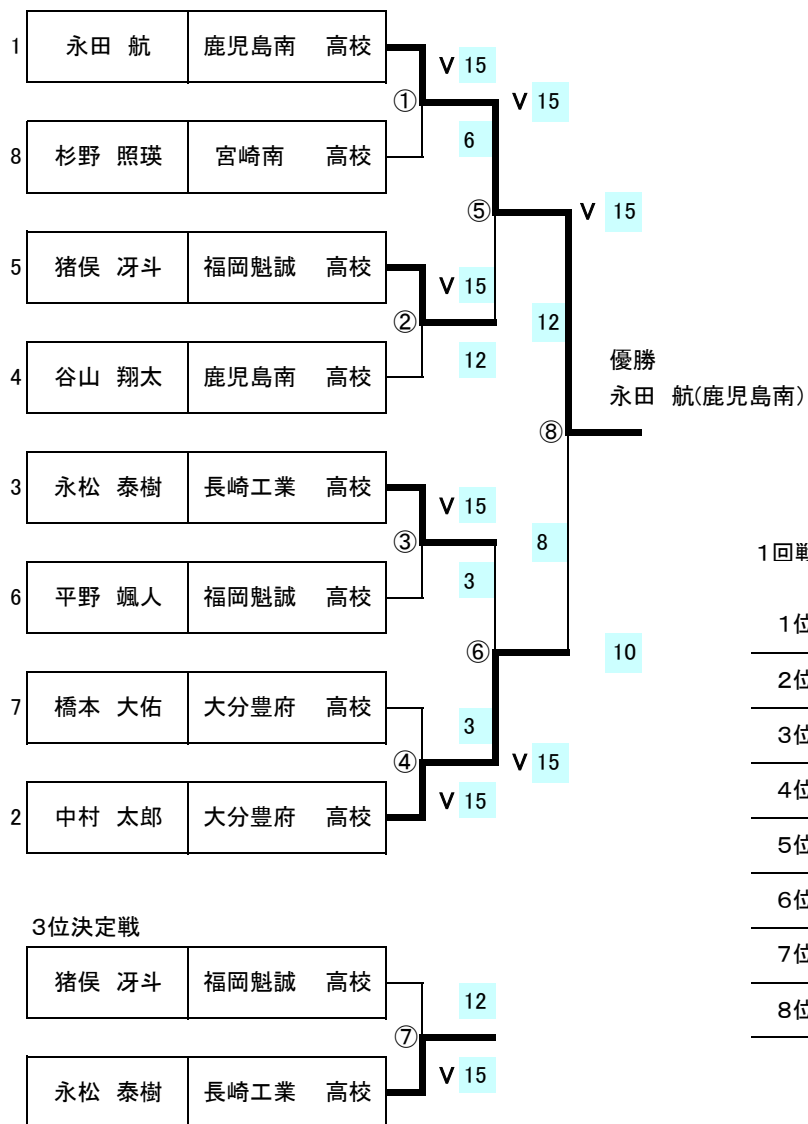 1 永田 航 鹿児島南 高校
V 15
① V 15
6
8 杉野 照瑛 宮崎南 高校
⑤ V 15
5 猪俣 冴斗 福岡魁誠 高校
V 15
② 12
12
4 谷山 翔太 鹿児島南 高校
優勝
永田 航(鹿児島南)
⑧
3 永松 泰樹 長崎工業 高校
V 15
③ 8
3
6 平野 颯人 福岡魁誠 高校
⑥ 10
7 橋本 大佑 大分豊府 高校
3
④ V 15
V 15
2 中村 太郎 大分豊府 高校
1回戦
1位
2位
3位
4位
5位
6位
7位
8位
3位決定戦
猪俣 冴斗 福岡魁誠 高校
12
⑦
V 15
永松 泰樹 長崎工業 高校